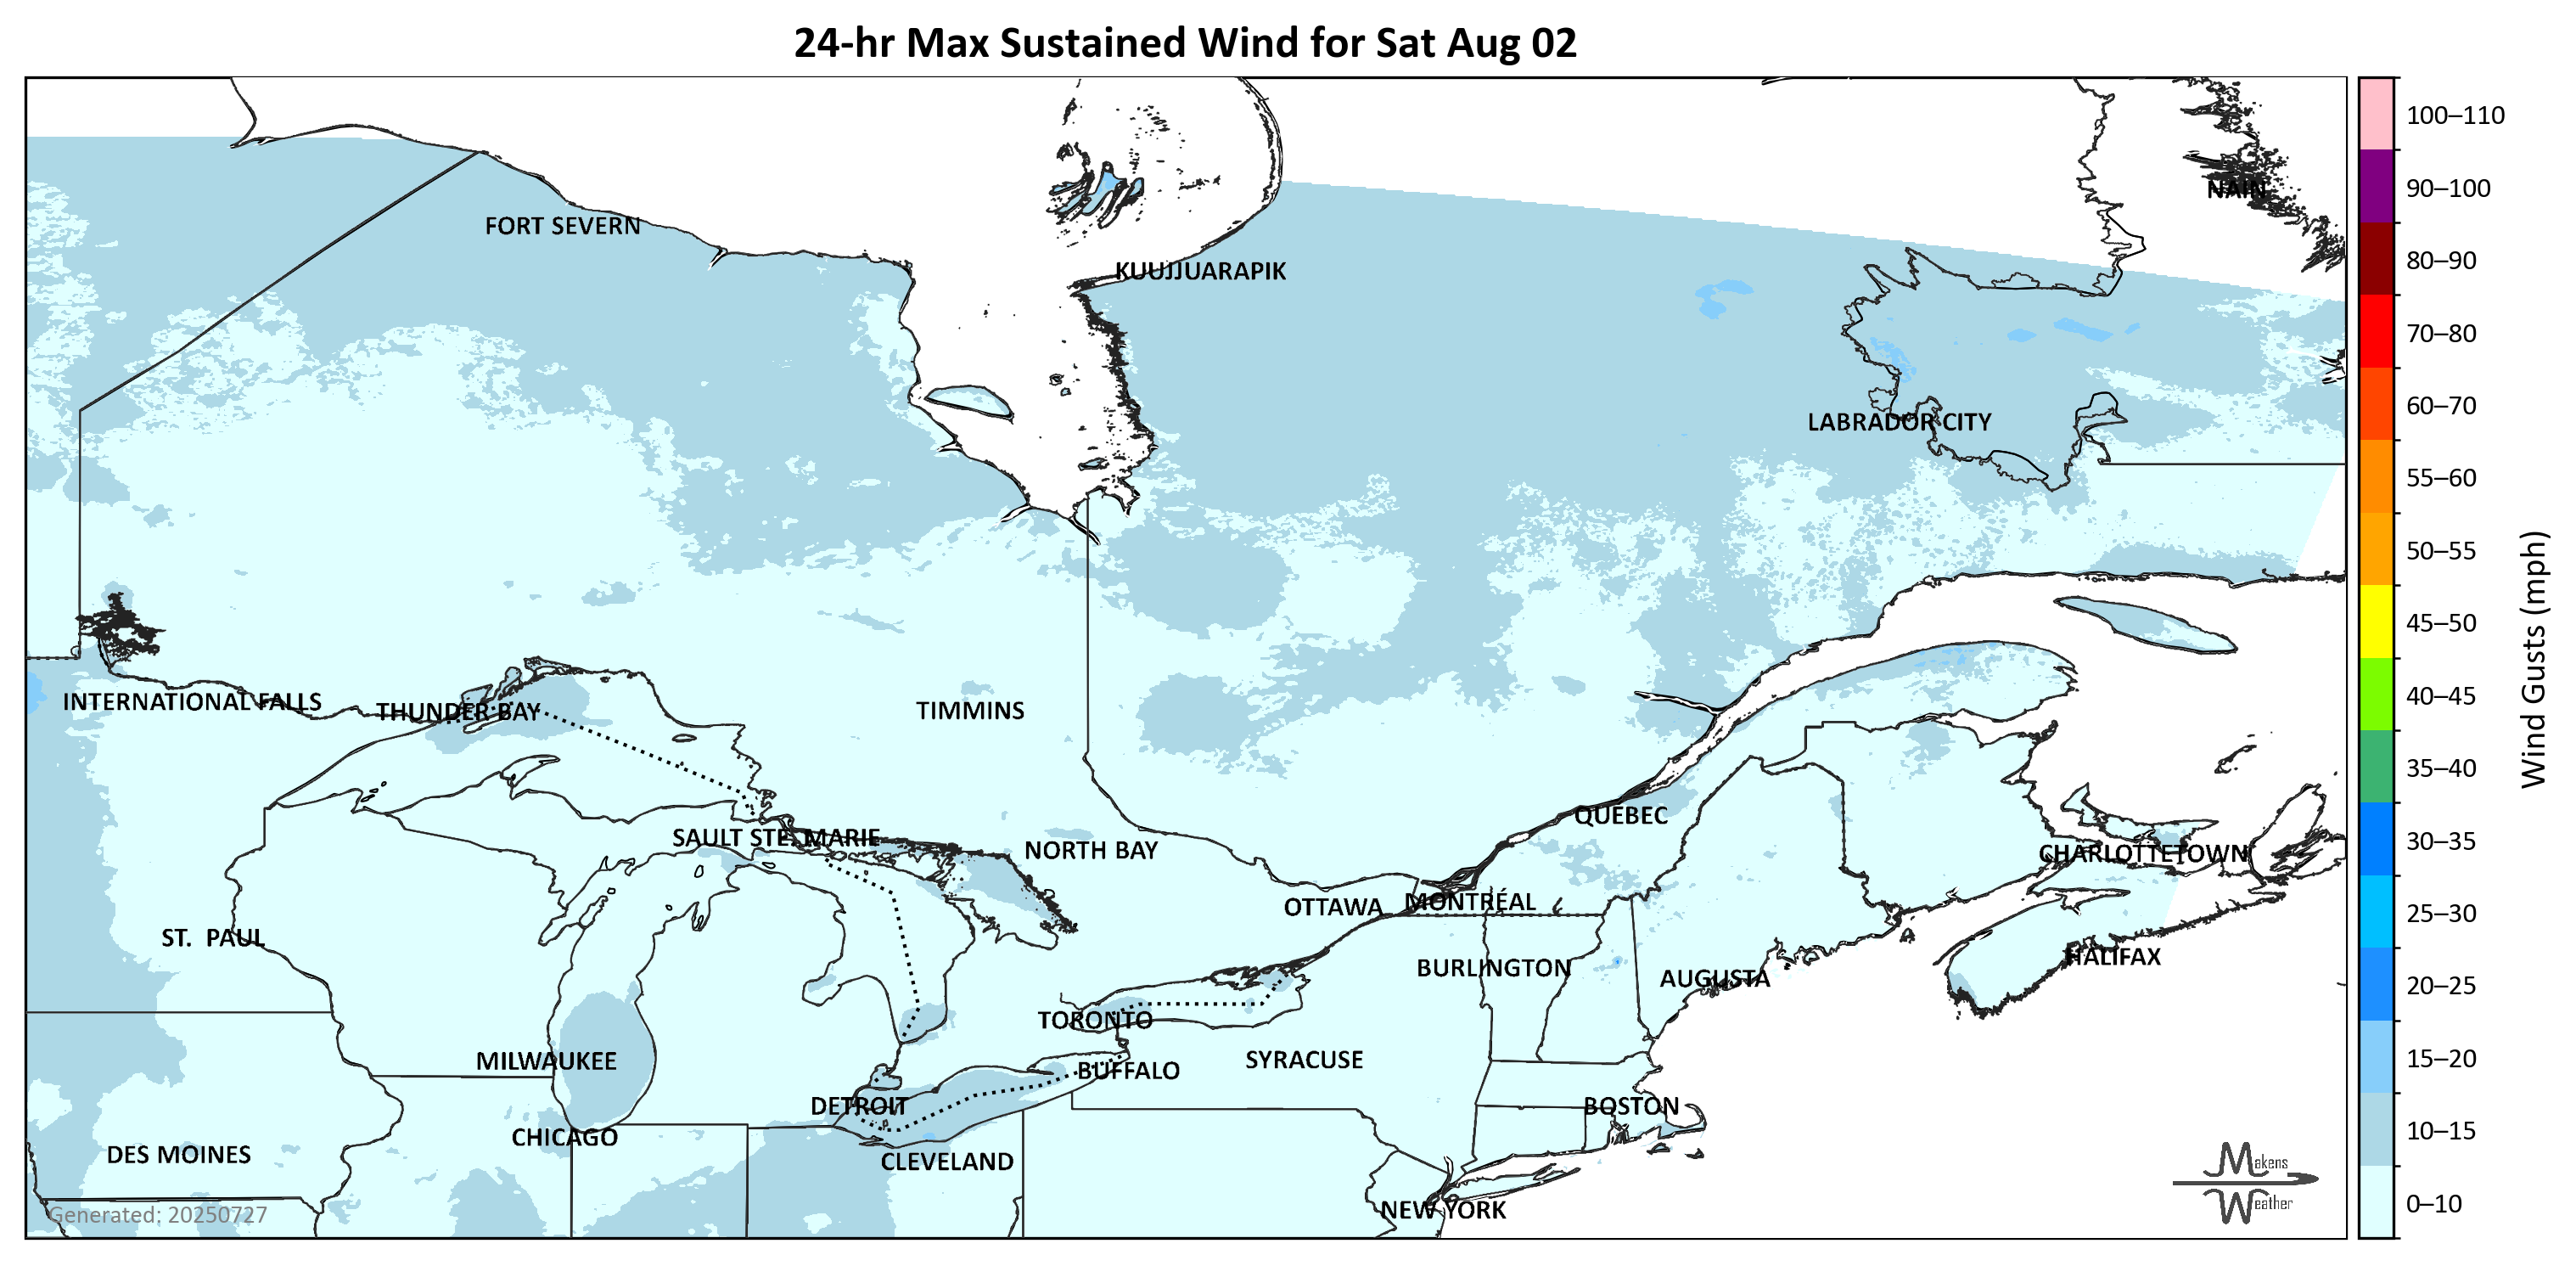 24-hr Max Sustained Wind for Sat Aug 02
100–110
90–100
NAIN
FORT SEVERN
80–90
KUUJJUARAPIK
70–80
60–70
LABRADOR CITY
55–60
50–55
45–50
Wind Gusts (mph)
40–45
INTERNATIONAL FALLS
THUNDER BAY
TIMMINS
35–40
QUÉBEC
30–35
SAULT STE. MARIE
NORTH BAY
CHARLOTTETOWN
OTTAWA
MONTRÉAL
25–30
ST. PAUL
HALIFAX
BURLINGTON
AUGUSTA
20–25
TORONTO
MILWAUKEE
SYRACUSE
15–20
BUFFALO
DETROIT
BOSTON
10–15
CHICAGO
DES MOINES
CLEVELAND
Makens
Weather
0–10
NEW YORK
Generated: 20250727